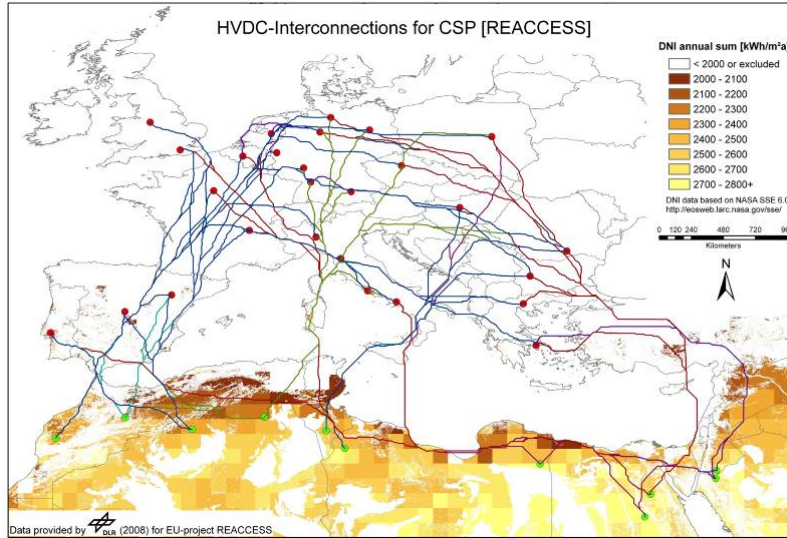 HVDC-Interconnections for CSP [REACCESS]
DNI annual sum [kWh/m²a]
< 2000 or excluded
2000 - 2100
2100 - 2200
2200 - 2300
2300 - 2400
2400 - 2500
2500 - 2600
2600 - 2700
2700 - 2800+
DNI data based on NASA SSE 6.0
http://eosweb.larc.nasa.gov/sse/
0 120 240 480 720 960
Kilometers
N
Data provided by DLR (2008) for EU-project REACCESS